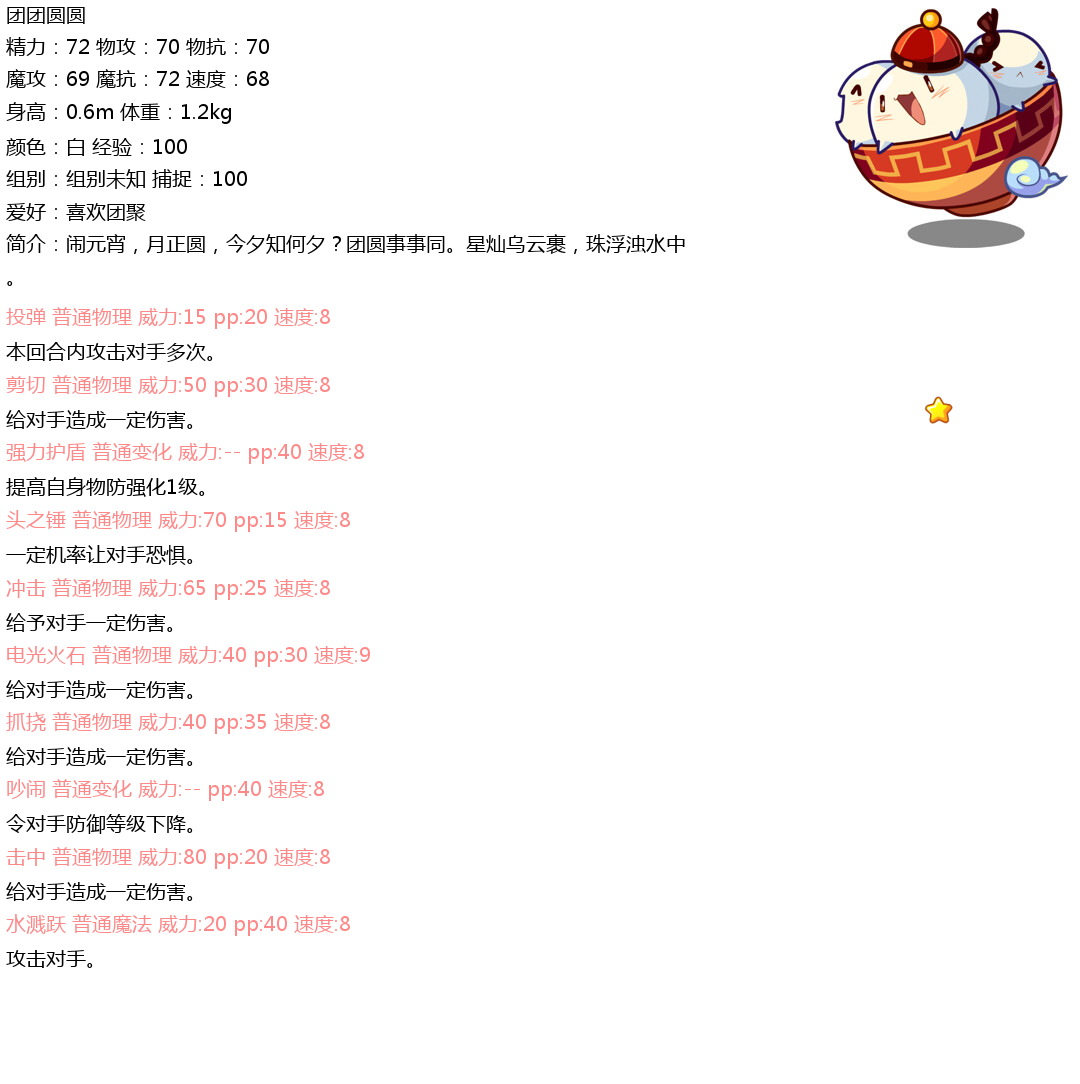 团团圆圆
精力：72 物攻：70 物抗：70
魔攻：69 魔抗：72 速度：68
身高：0.6m 体重：1.2kg
颜色：白 经验：100
组别：组别未知 捕捉：100
爱好：喜欢团聚
简介：闹元宵，月正圆，今夕知何夕？团圆事事同。星灿乌云裹，珠浮浊水中
。
投弹 普通物理 威力:15 pp:20 速度:8
本回合内攻击对手多次。
剪切 普通物理 威力:50 pp:30 速度:8
给对手造成一定伤害。
强力护盾 普通变化 威力:-- pp:40 速度:8
提高自身物防强化1级。
头之锤 普通物理 威力:70 pp:15 速度:8
一定机率让对手恐惧。
冲击 普通物理 威力:65 pp:25 速度:8
给予对手一定伤害。
电光火石 普通物理 威力:40 pp:30 速度:9
给对手造成一定伤害。
抓挠 普通物理 威力:40 pp:35 速度:8
给对手造成一定伤害。
吵闹 普通变化 威力:-- pp:40 速度:8
令对手防御等级下降。
击中 普通物理 威力:80 pp:20 速度:8
给对手造成一定伤害。
水溅跃 普通魔法 威力:20 pp:40 速度:8
攻击对手。